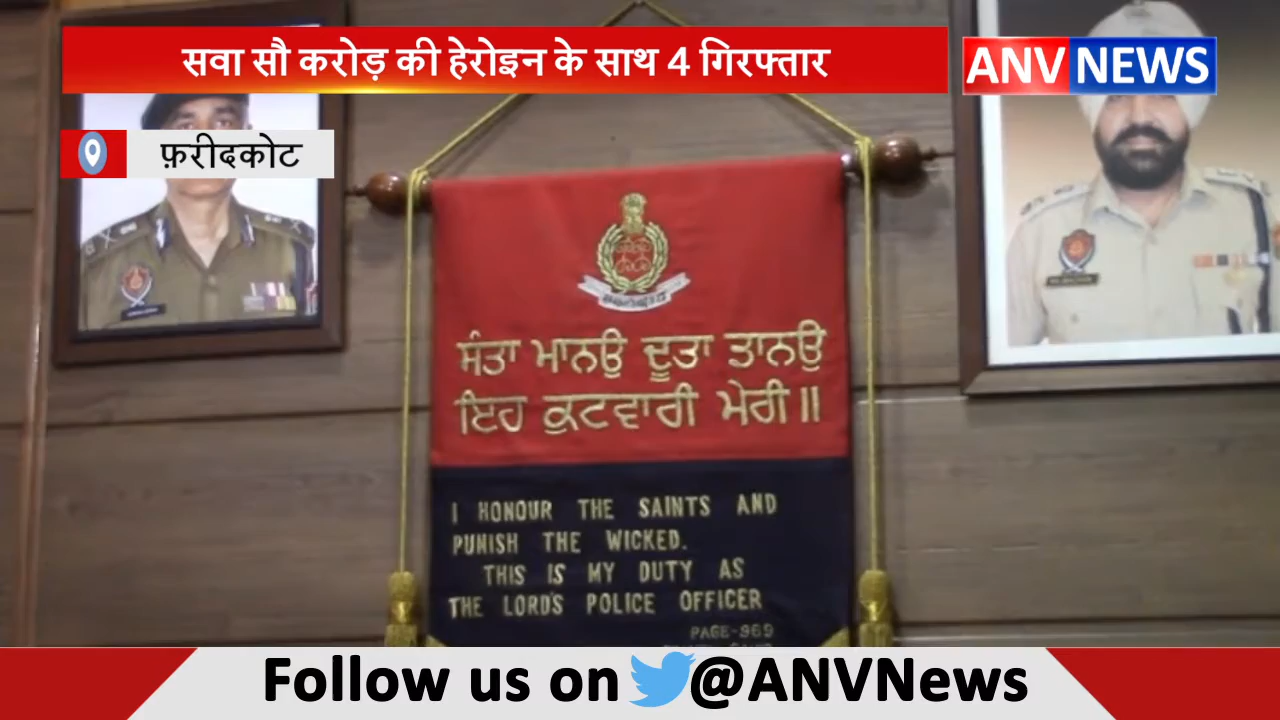 सवा सौ करोड़ की हेरोइन के साथ 4 गिरफ्तार
ANV NEWS
फ़रीदकोट
ਸੰਤਾ ਮਾਨਉ ਦੂਤਾ ਤਾਨਉ
ਇਹ ਕੁਟਵਾਰੀ ਮੇਰੀ॥
I HONOUR THE SAINTS AND
PUNISH THE WICKED.
THIS IS MY DUTY AS
THE LORD'S POLICE OFFICER
PAGE-969
Follow us on @ANVNews